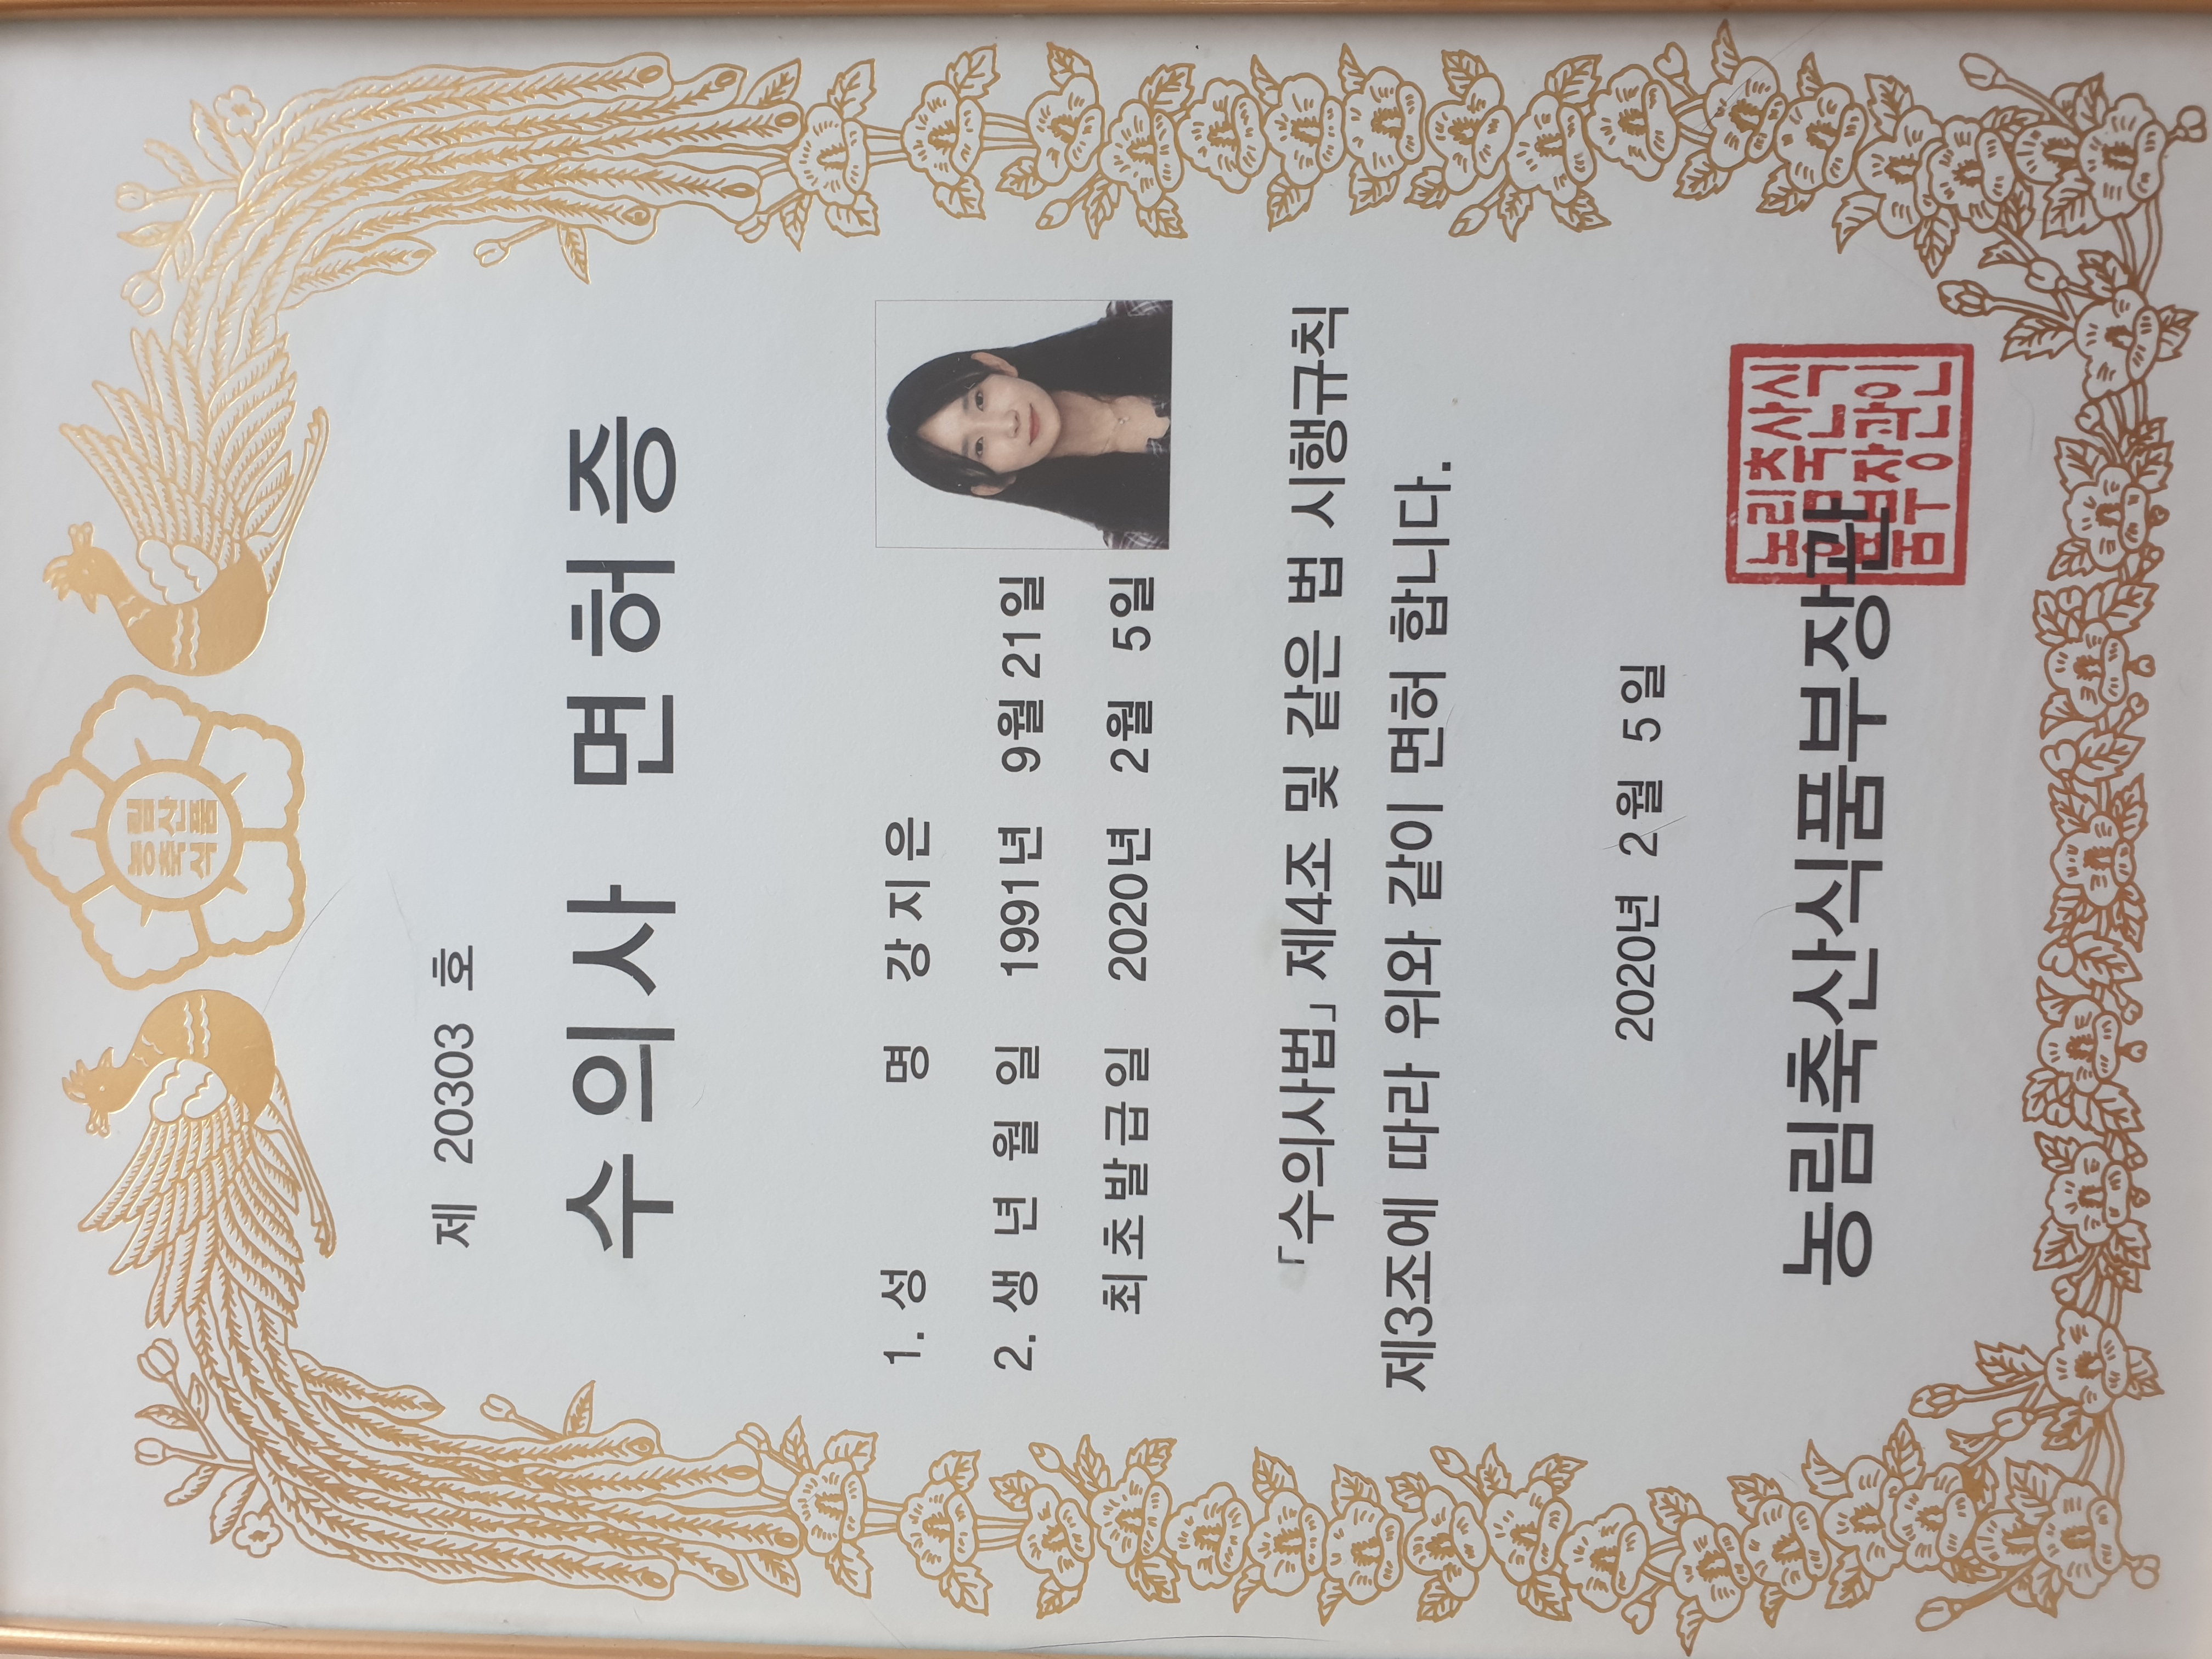 농림
축산
식품
제 20303 호
수의사 면허증
1. 성 명 강지은
2. 생년월일 1991년 9월 21일
최초발급일 2020년 2월 5일
「수의사법」 제4조 및 같은 법 시행규칙
제3조에 따라 위와 같이 면허 합니다.
2020년 2월 5일
농림축산식품부장관
농림축산식
품부장관인